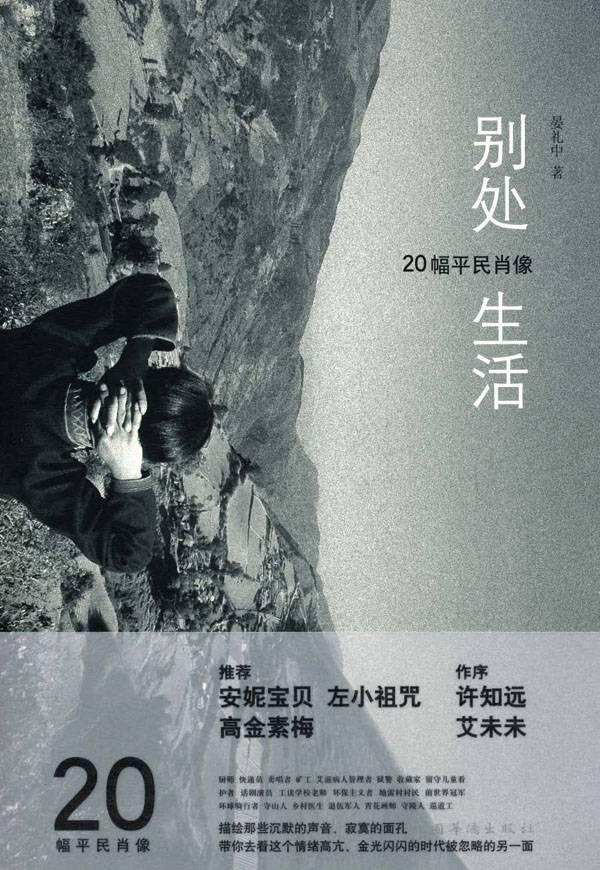 别处
生活
晏礼中 著
20幅平民肖像
推荐
安妮宝贝 左小祖咒
高金素梅
作序
许知远
艾未未
20
幅平民肖像
厨师 快递员 卖唱者 矿工 艾滋病人管理者 狱警 收藏家 留守儿童看
护者 话剧演员 工读学校老师 环保主义者 地雷村村民 前世界冠军
环球骑行者 守山人 乡村医生 退伍军人 青花画师 守陵人 巡道工
描绘那些沉默的声音、寂寞的面孔
带你去看这个情绪高亢、金光闪闪的时代被忽略的另一面
华侨出版社